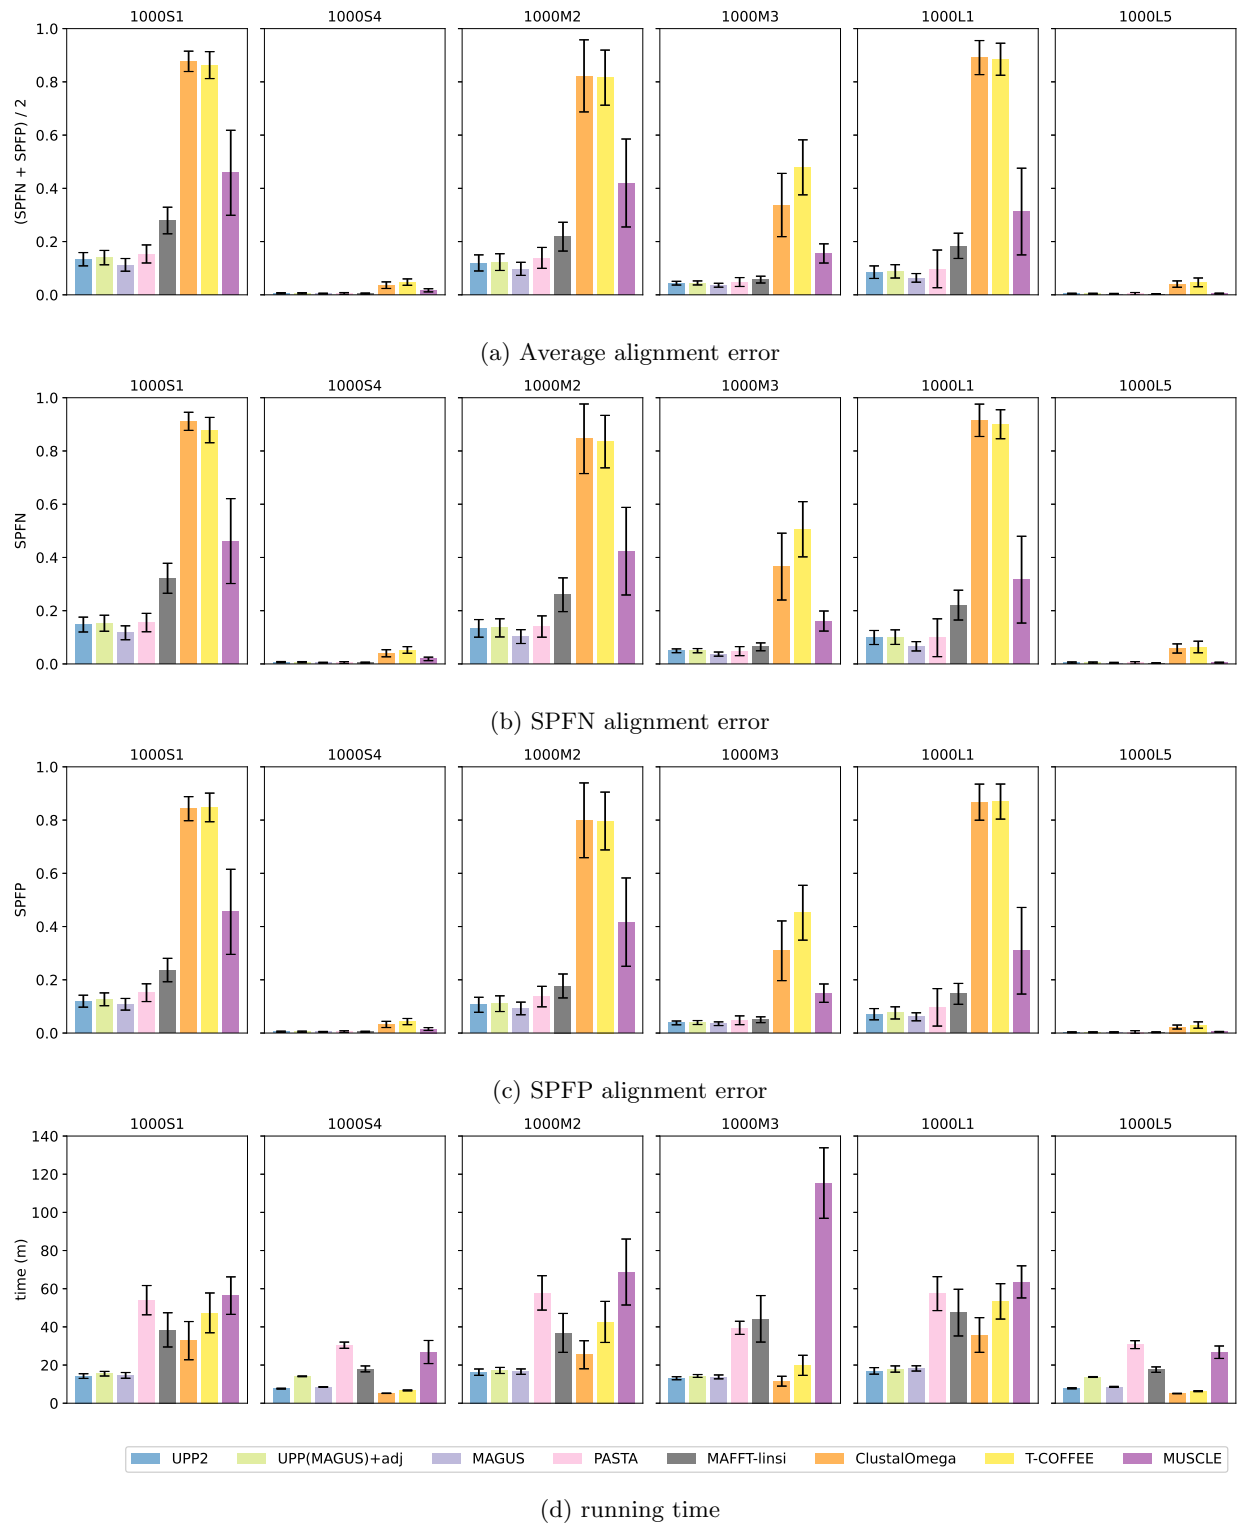 1000S1 1000S4 1000M2 1000M3 1000L1 1000L5
1.0
0.8
0.6
0.4
0.2
0.0
(SPFN + SPFP) / 2
(a) Average alignment error
1000S1 1000S4 1000M2 1000M3 1000L1 1000L5
1.0
0.8
0.6
0.4
0.2
0.0
SPFN
(b) SPFN alignment error
1000S1 1000S4 1000M2 1000M3 1000L1 1000L5
1.0
0.8
0.6
0.4
0.2
0.0
SPFP
(c) SPFP alignment error
1000S1 1000S4 1000M2 1000M3 1000L1 1000L5
140
120
100
80
60
40
20
0
time (m)
UPP2 UPP(MAGUS)+adj MAGUS PASTA MAFFT-linsi ClustalOmega T-COFFEE MUSCLE
(d) running time